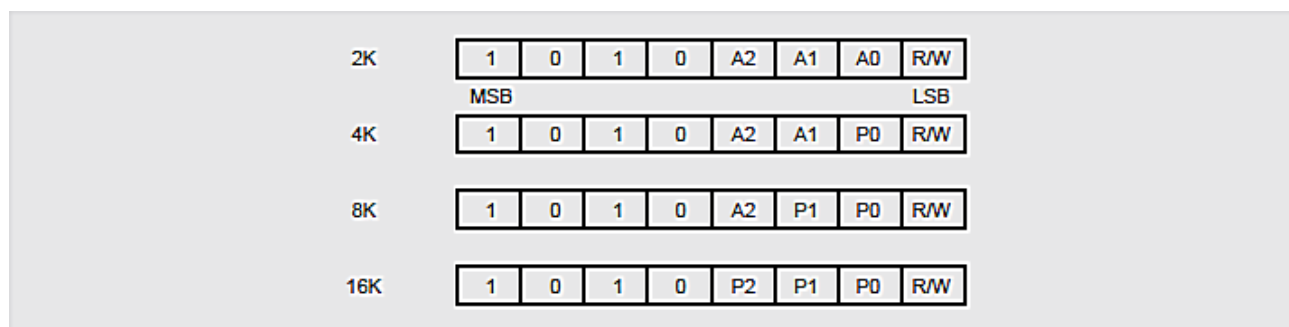 2K 1 0 1 0 A2 A1 A0 R/W
MSB LSB
4K 1 0 1 0 A2 A1 P0 R/W
8K 1 0 1 0 A2 P1 P0 R/W
16K 1 0 1 0 P2 P1 P0 R/W